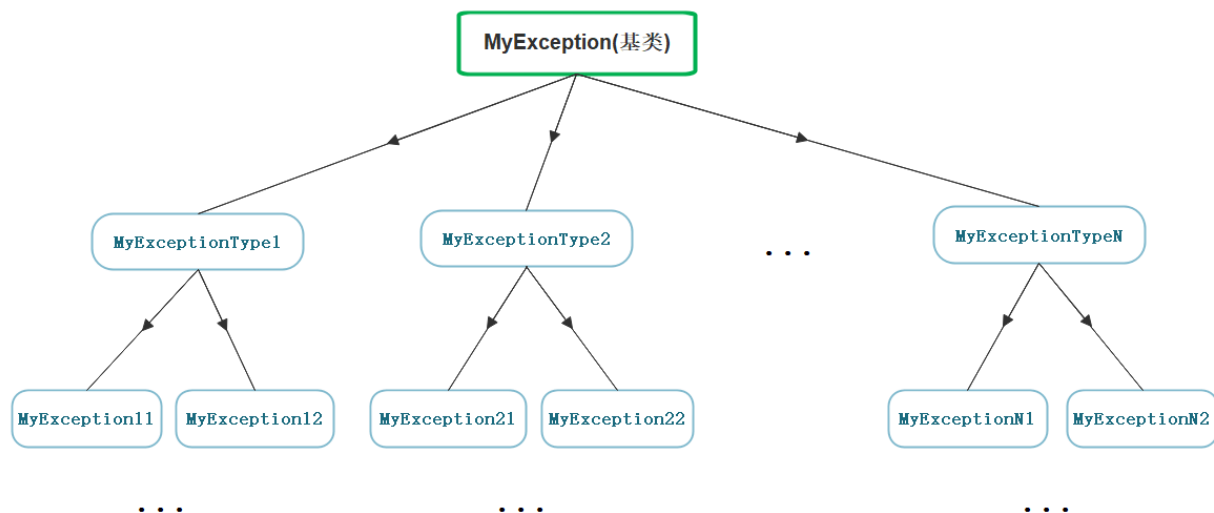 MyException(基类)
MyExceptionType1
MyExceptionType2
...
MyExceptionTypeN
MyException11
MyException12
MyException21
MyException22
MyExceptionN1
MyExceptionN2
...
...
...